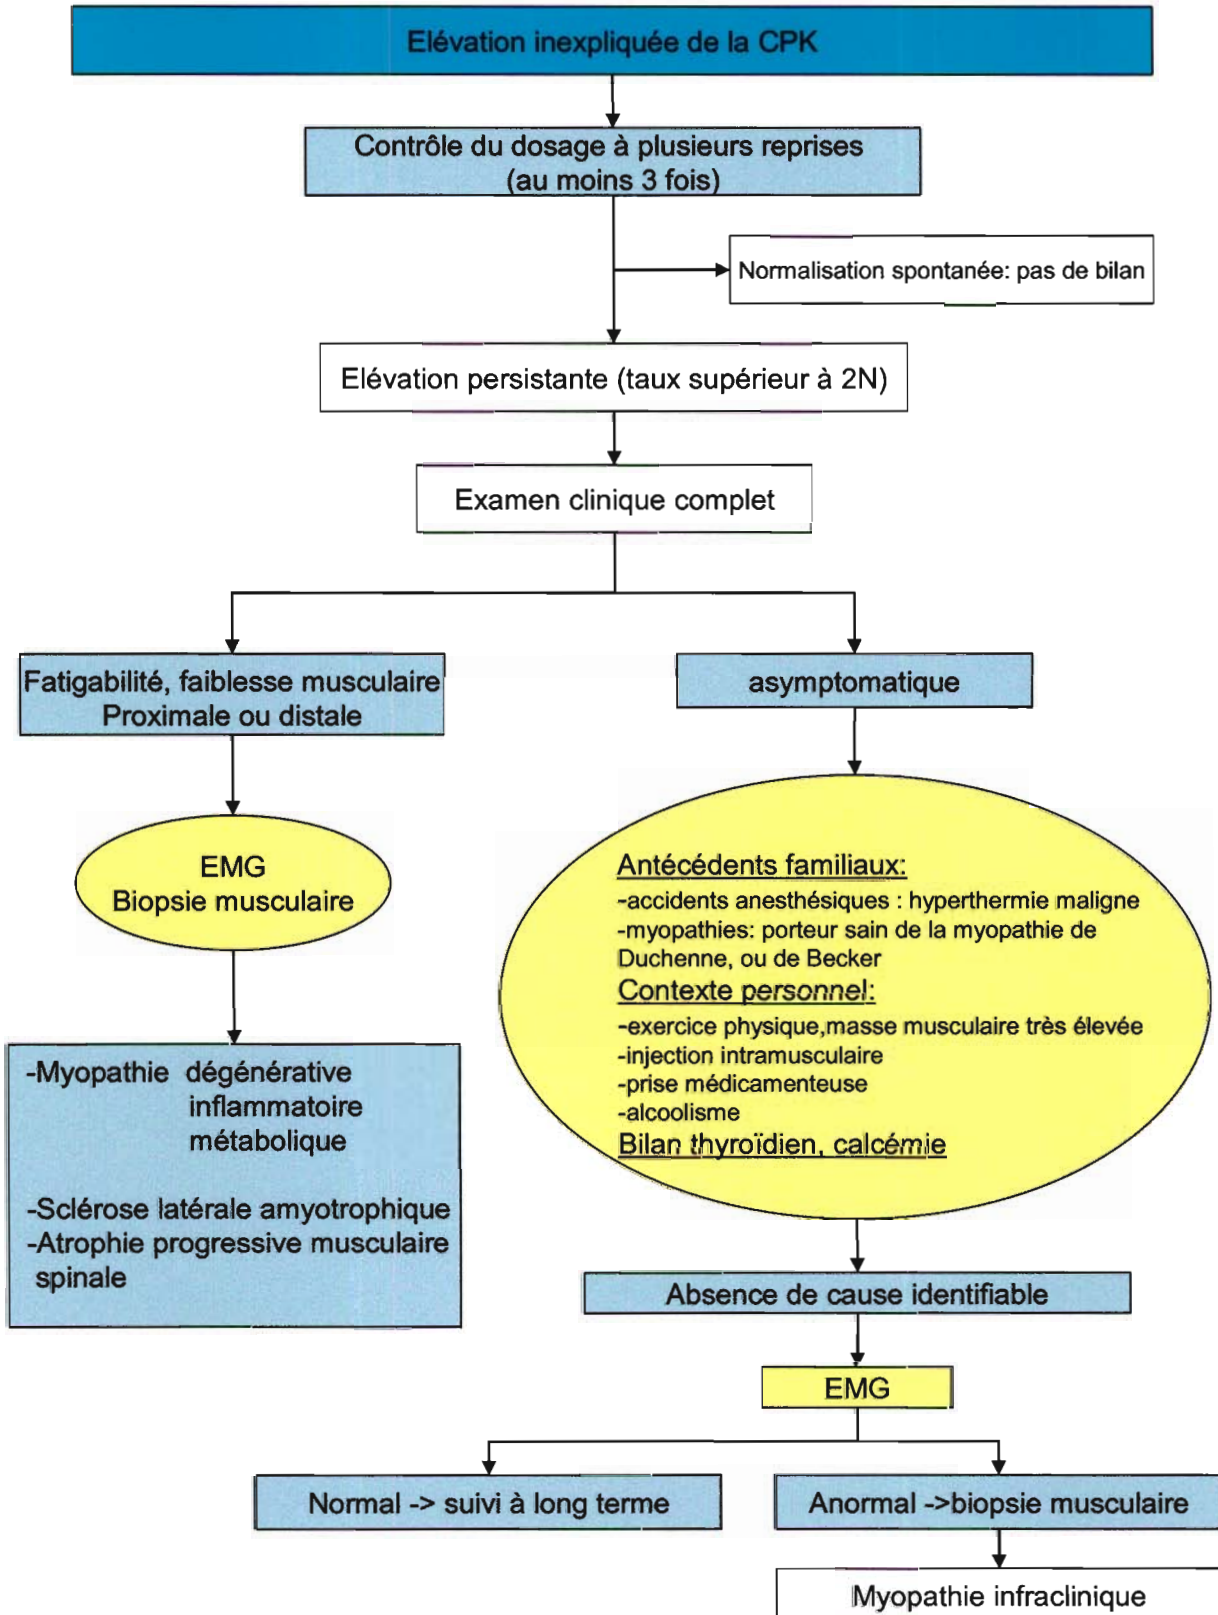 Elévation inexpliquée de la CPK
Contrôle du dosage à plusieurs reprises
(au moins 3 fois)
Normalisation spontanée: pas de bilan
Elévation persistante (taux supérieur à 2N)
Examen clinique complet
Fatigabilité, faiblesse musculaire
Proximale ou distale
asymptomatique
EMG
Biopsie musculaire
Antécédents familiaux:
-accidents anesthésiques : hyperthermie maligne
-myopathies: porteur sain de la myopathie de
Duchenne, ou de Becker
Contexte personnel:
-exercice physique,masse musculaire très élevée
-injection intramusculaire
-prise médicamenteuse
-alcoolisme
Bilan thyroïdien, calcémie
-Myopathie dégénérative
inflammatoire
métabolique
-Sclérose latérale amyotrophique
-Atrophie progressive musculaire
spinale
Absence de cause identifiable
EMG
Normal -> suivi à long terme
Anormal ->biopsie musculaire
Myopathie infraclinique